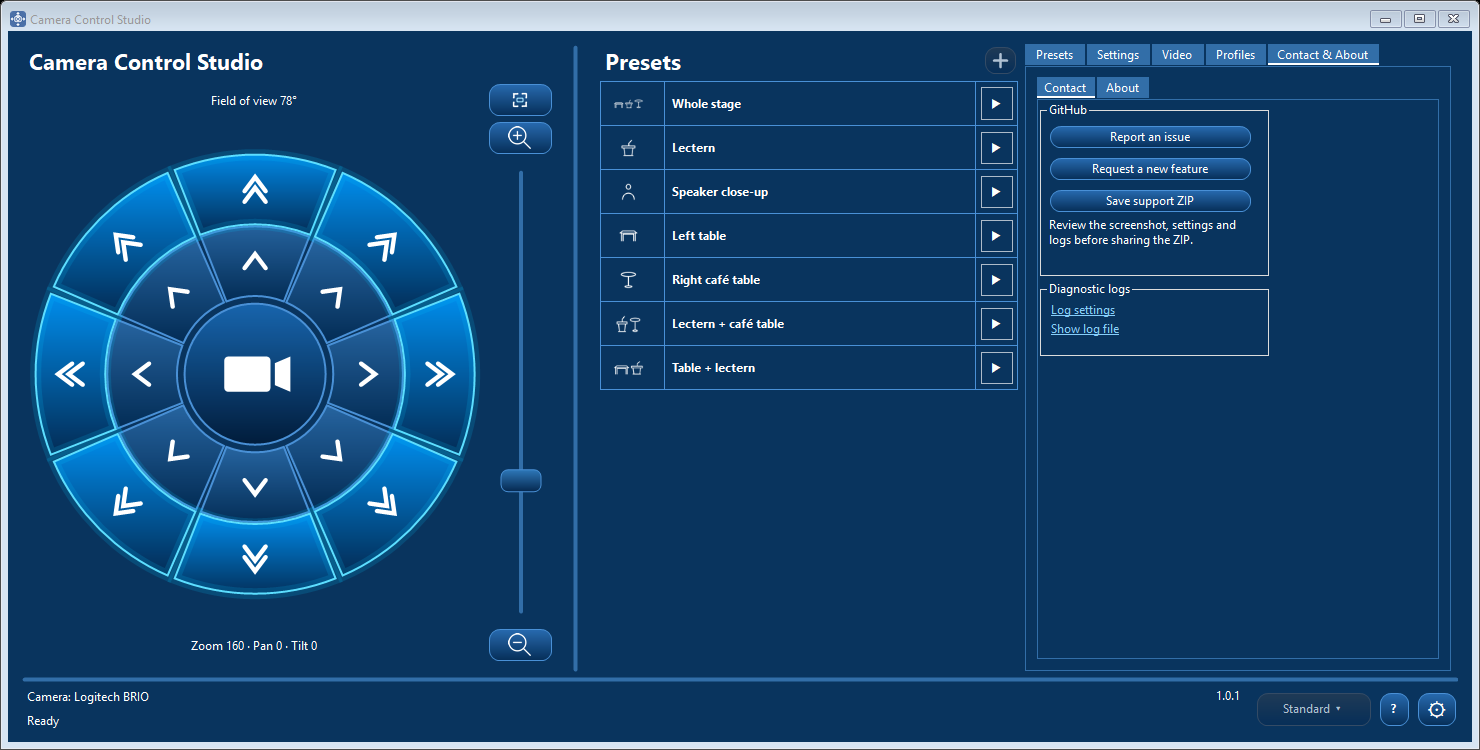 Camera Control Studio
Camera Control Studio
Field of view 78°
Zoom 160 · Pan 0 · Tilt 0
Presets
Whole stage
Lectern
Speaker close-up
Left table
Right café table
Lectern + café table
Table + lectern
Presets Settings Video Profiles Contact & About
Contact About
GitHub
Report an issue
Request a new feature
Save support ZIP
Review the screenshot, settings and
logs before sharing the ZIP.
Diagnostic logs
Log settings
Show log file
Camera: Logitech BRIO
Ready
1.0.1
Standard
?